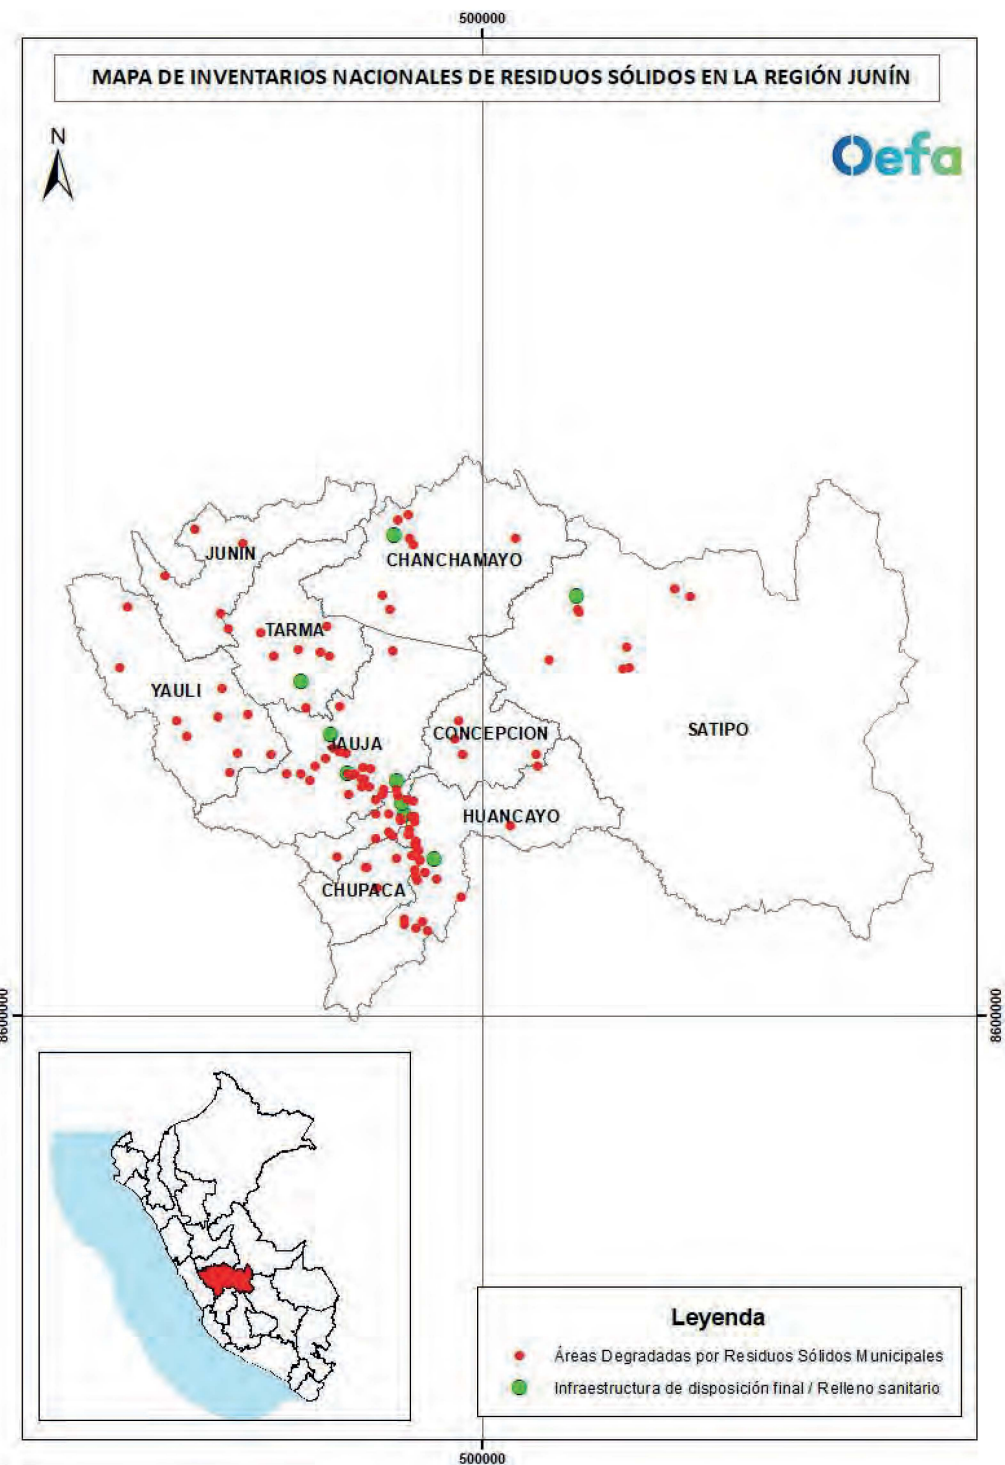 500000
MAPA DE INVENTARIOS NACIONALES DE RESIDUOS SÓLIDOS EN LA REGIÓN JUNÍN
N
Oefa
JUNIN
CHANCHAMAYO
TARMA
YAULI
JAUJA
CONCEPCION
SATIPO
HUANCAYO
CHUPACA
8600000
8600000
Leyenda
Áreas Degradadas por Residuos Sólidos Municipales
Infraestructura de disposición final / Relleno sanitario
500000